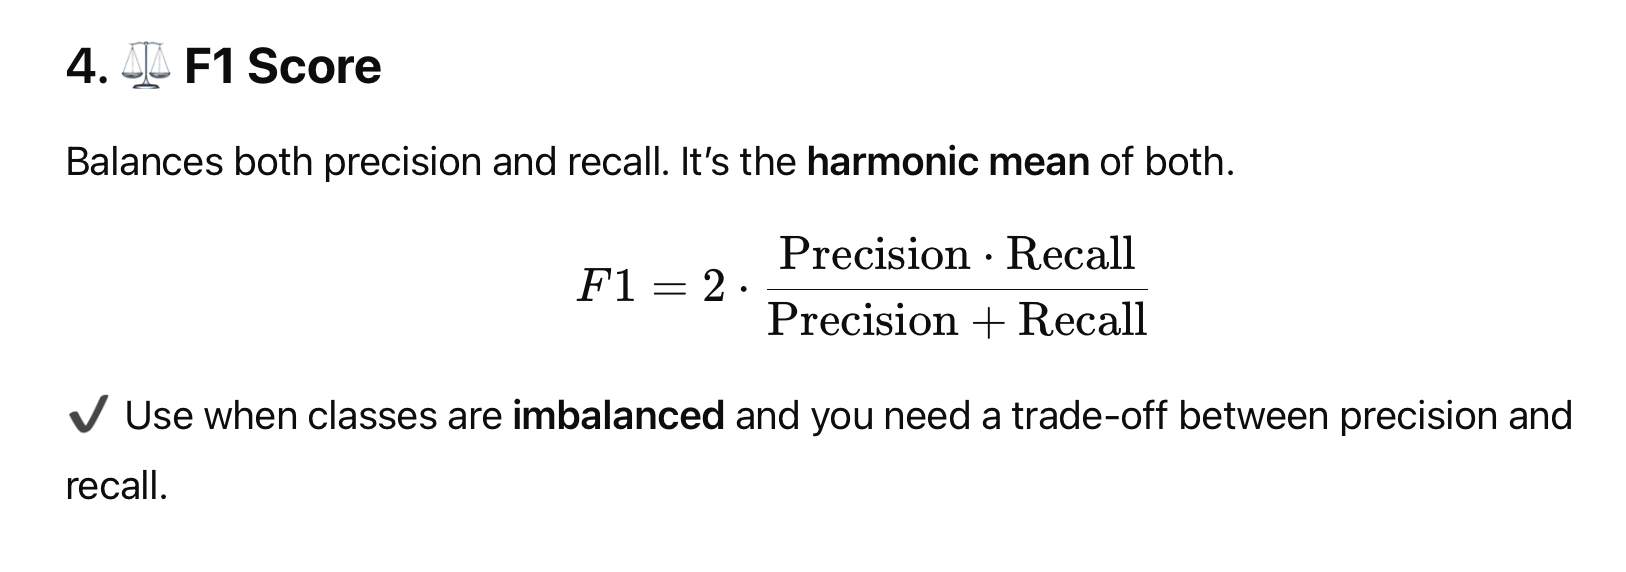 4. ⚖️ F1 Score
Balances both precision and recall. It’s the harmonic mean of both.
F1 = 2 · \frac{Precision · Recall}{Precision + Recall}
✔️ Use when classes are imbalanced and you need a trade-off between precision and
recall.